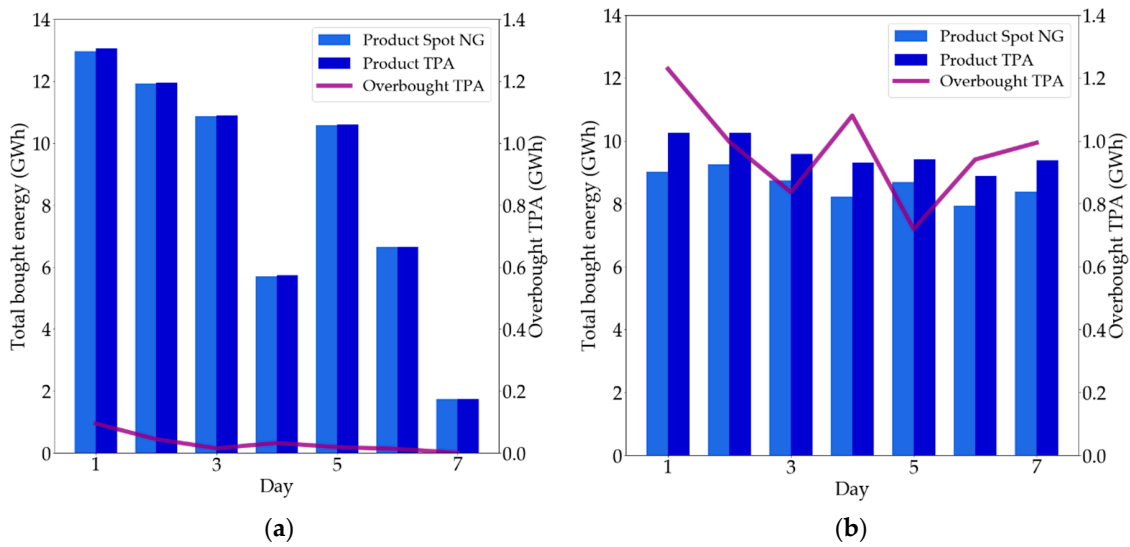 14
12
10
8
6
4
2
0
Total bought energy (GWh)
1.4
1.2
1.0
0.8
0.6
0.4
0.2
0.0
Overbought TPA (GWh)
Product Spot NG
Product TPA
Overbought TPA
1 3 5 7
Day
(a)
14
12
10
8
6
4
2
0
Total bought energy (GWh)
1.4
1.2
1.0
0.8
0.6
0.4
0.2
0.0
Overbought TPA (GWh)
Product Spot NG
Product TPA
Overbought TPA
1 3 5 7
Day
(b)